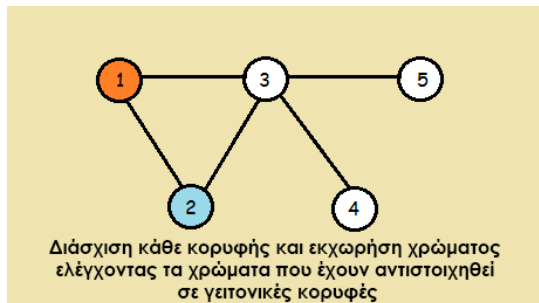 1 3 5
2 4
Διάσχιση κάθε κορυφής και εκχωρήση χρώματος
ελέγχοντας τα χρώματα που έχουν αντιστοιχηθεί
σε γειτονικές κορυφές